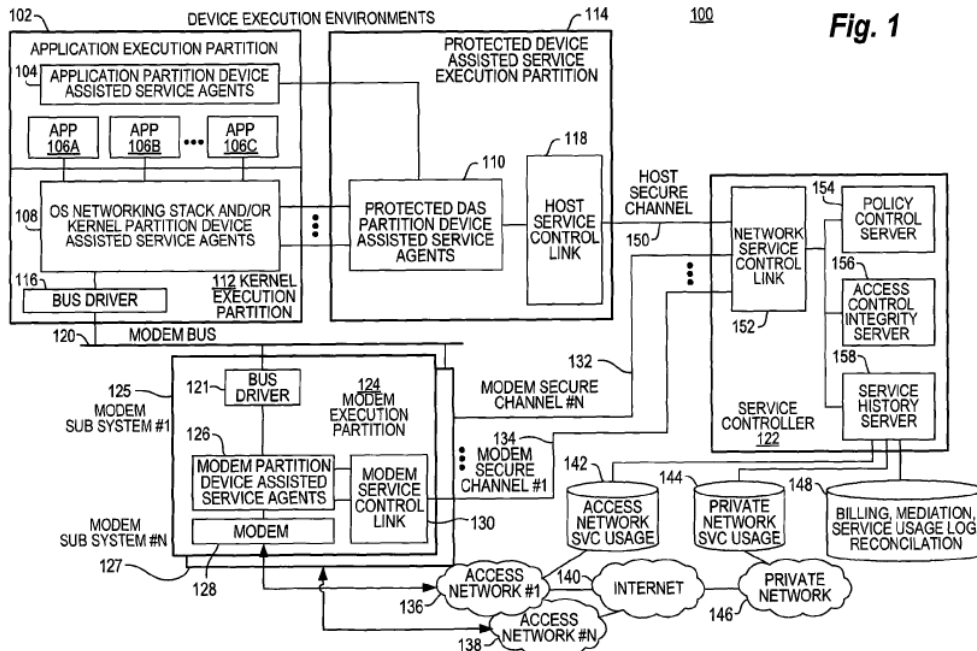 DEVICE EXECUTION ENVIRONMENTS
100
Fig. 1
102
APPLICATION EXECUTION PARTITION
104
APPLICATION PARTITION DEVICE
ASSISTED SERVICE AGENTS
APP
106A
APP
106B
APP
106C
108
OS NETWORKING STACK AND/OR
KERNEL PARTITION DEVICE
ASSISTED SERVICE AGENTS
116
BUS DRIVER
112 KERNEL
EXECUTION
PARTITION
114
PROTECTED DEVICE
ASSISTED SERVICE
EXECUTION PARTITION
110
PROTECTED DAS
PARTITION DEVICE
ASSISTED SERVICE
AGENTS
118
HOST
SERVICE
CONTROL
LINK
HOST
SECURE
CHANNEL
150
NETWORK
SERVICE
CONTROL
LINK
152
154
POLICY
CONTROL
SERVER
156
ACCESS
CONTROL
INTEGRITY
SERVER
158
SERVICE
HISTORY
SERVER
SERVICE
CONTROLLER
122
120
MODEM BUS
125
MODEM
SUB SYSTEM #1
121
BUS
DRIVER
124
MODEM
EXECUTION
PARTITION
126
MODEM PARTITION
DEVICE ASSISTED
SERVICE AGENTS
MODEM
SERVICE
CONTROL
LINK
130
MODEM
128
MODEM
SUB SYSTEM #N
127
132
MODEM SECURE
CHANNEL #N
134
MODEM
SECURE
CHANNEL #1
142
ACCESS
NETWORK
SVC USAGE
144
PRIVATE
NETWORK
SVC USAGE
148
BILLING, MEDIATION,
SERVICE USAGE LOG,
RECONCILATION
ACCESS
NETWORK #1
136
140
INTERNET
PRIVATE
NETWORK
146
ACCESS
NETWORK #N
138